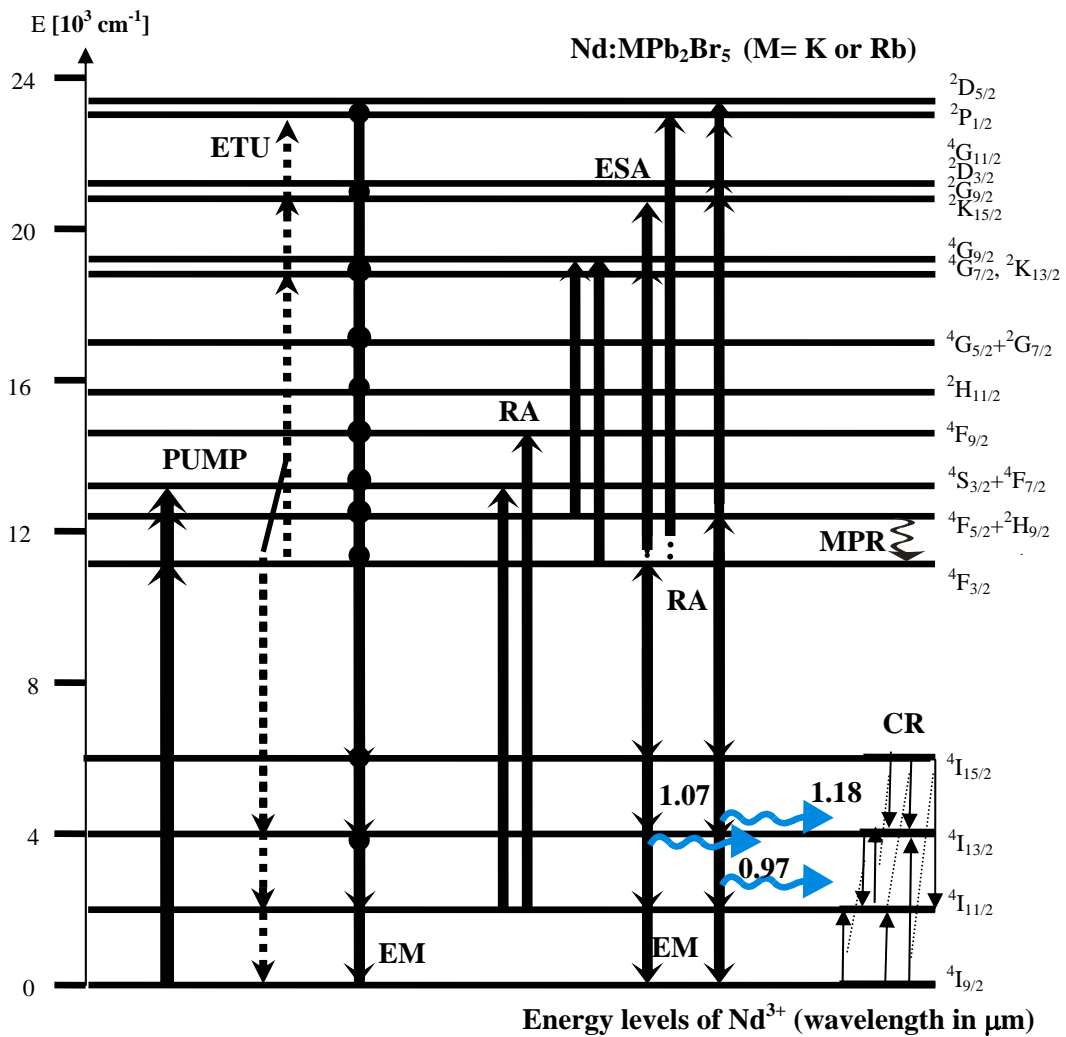 E [10³ cm⁻¹]
Nd:MPb₂Br₅ (M= K or Rb)
24
²D₅/₂
²P₁/₂
ETU
ESA
⁴G₁₁/₂
²D₃/₂
²G₉/₂
²K₁₅/₂
20
⁴G₉/₂
⁴G₇/₂, ²K₁₃/₂
⁴G₅/₂+²G₇/₂
16
²H₁₁/₂
RA
⁴F₉/₂
PUMP
⁴S₃/₂+⁴F₇/₂
12
⁴F₅/₂+²H₉/₂
MPR
⁴F₃/₂
RA
8
CR
⁴I₁₅/₂
1.07
1.18
4
⁴I₁₃/₂
0.97
⁴I₁₁/₂
EM
EM
0
⁴I₉/₂
Energy levels of Nd³⁺ (wavelength in μm)